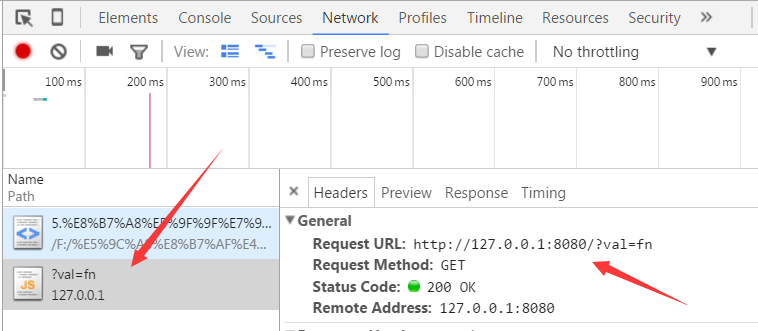 Elements Console Sources Network Profiles Timeline Resources Security »
View: Preserve log Disable cache No throttling ▼
100 ms 200 ms 300 ms 400 ms 500 ms 600 ms 700 ms 800 ms 900 ms
Name
Path
5.%E8%B7%A8%E5%9F%9F%E7%9...
/F:/%E5%9C%A8%E8%B7%AF%E4...
?val=fn
127.0.0.1
× Headers Preview Response Timing
▼General
Request URL: http://127.0.0.1:8080/?val=fn
Request Method: GET
Status Code: 200 OK
Remote Address: 127.0.0.1:8080